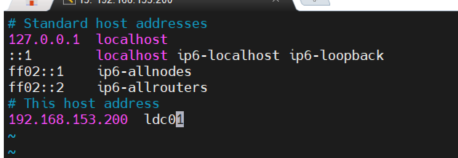 # Standard host addresses
127.0.0.1  localhost
::1        localhost ip6-localhost ip6-loopback
ff02::1    ip6-allnodes
ff02::2    ip6-allrouters
# This host address
192.168.153.200  ldc01
~
~